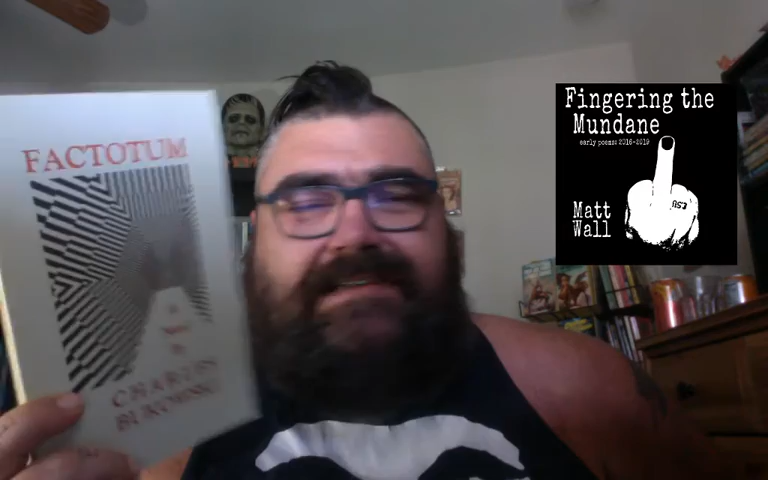 FACTOTUM
CHARLES
BUKOWSKI
Fingering the
Mundane
early poems: 2016-2019
Matt
Wall